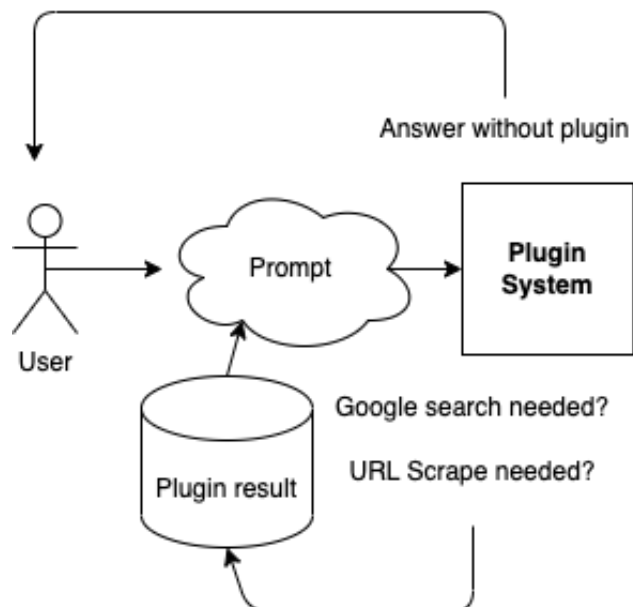 Answer without plugin
Prompt
Plugin
System
User
Google search needed?
URL Scrape needed?
Plugin result